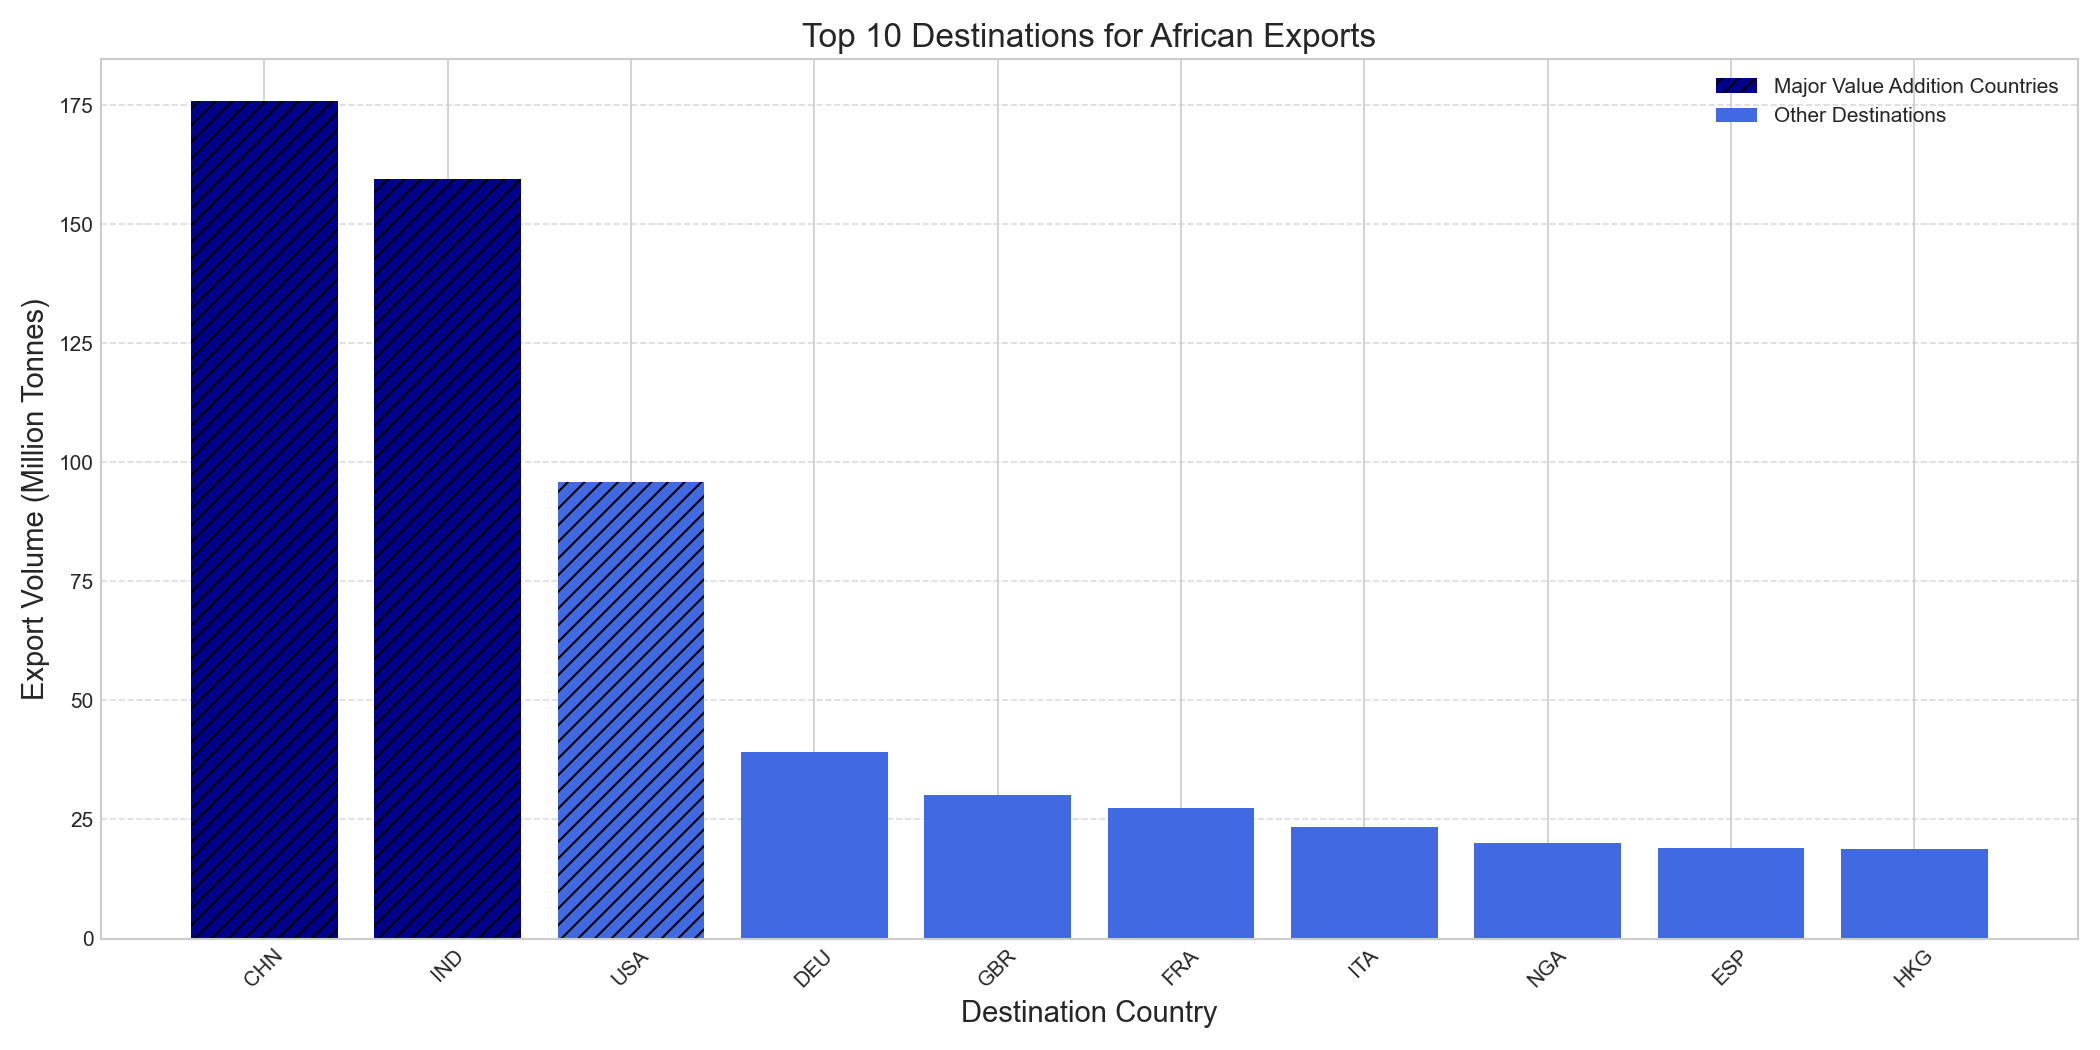 Top 10 Destinations for African Exports
Major Value Addition Countries
Other Destinations
Export Volume (Million Tonnes)
175
150
125
100
75
50
25
0
CHN
IND
USA
DEU
GBR
FRA
ITA
NGA
ESP
HKG
Destination Country